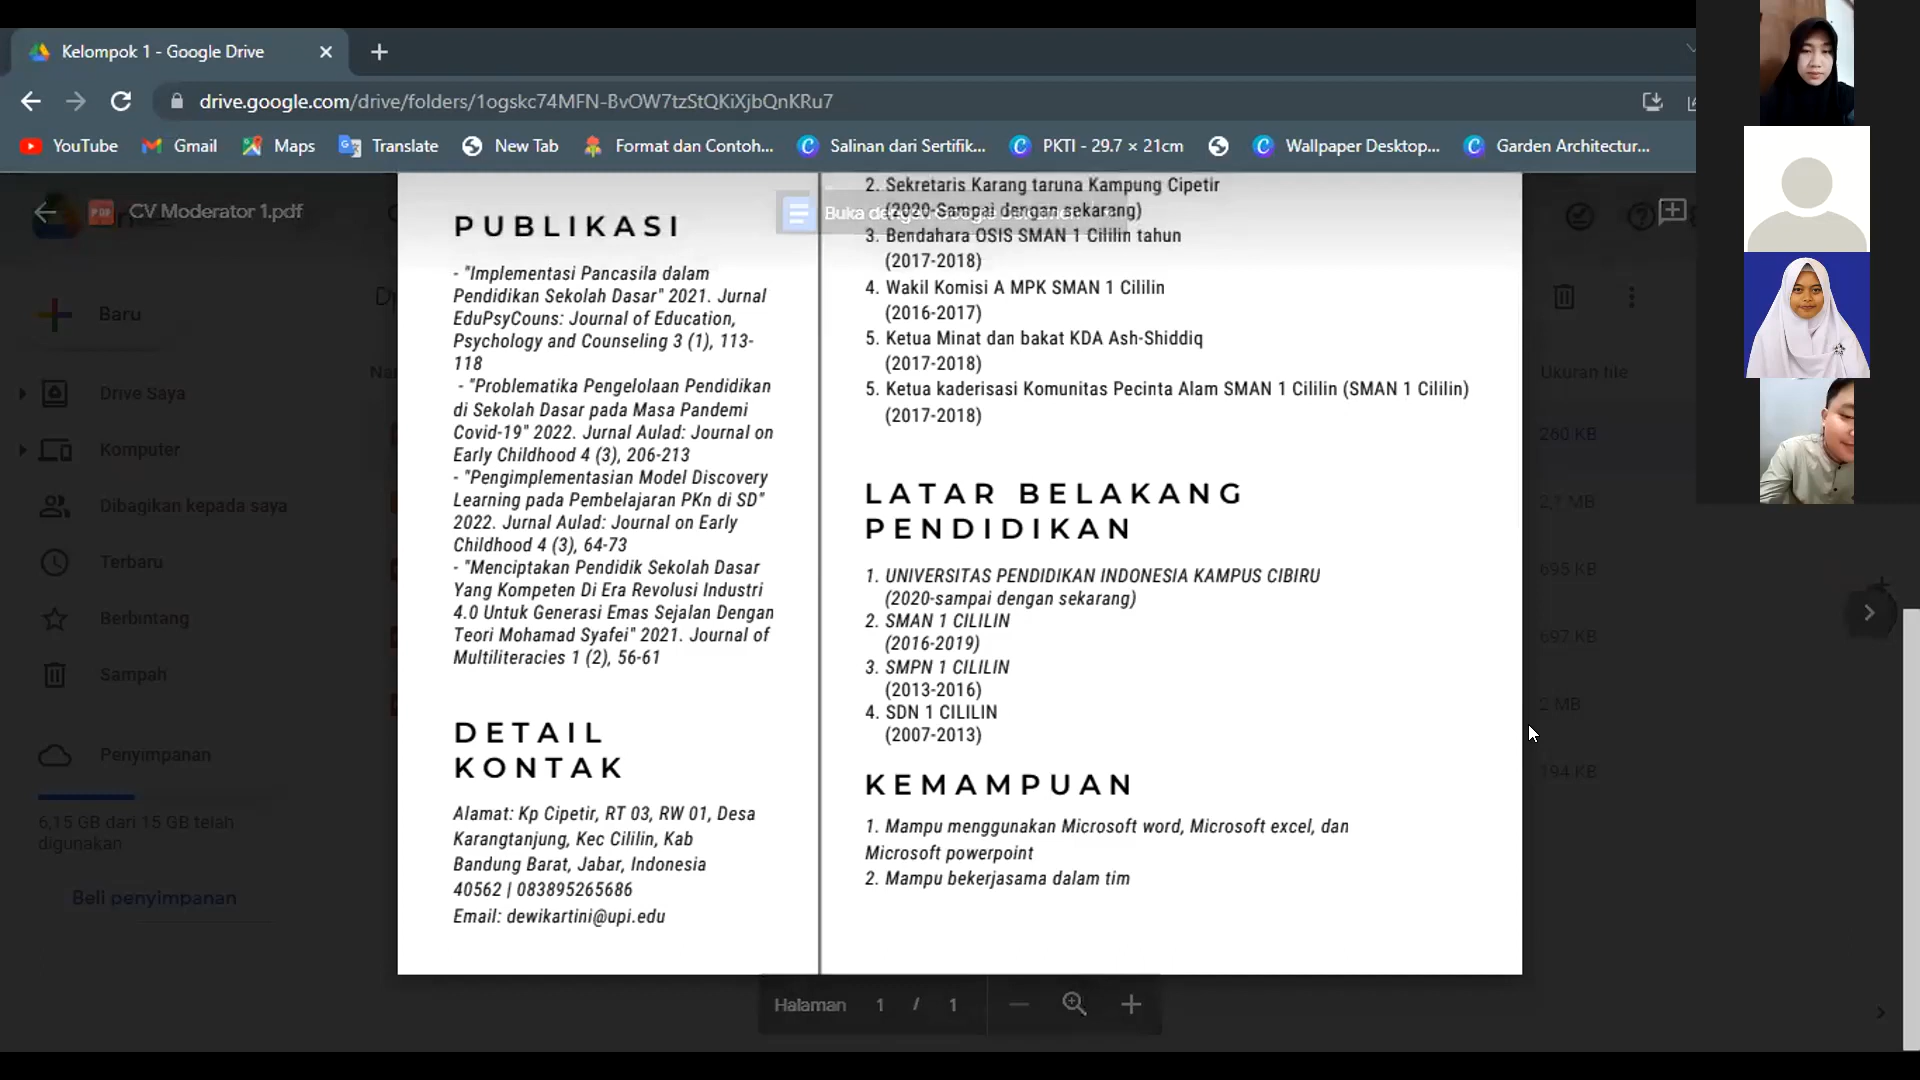 Kelompok 1 - Google Drive
drive.google.com/drive/folders/1ogskc74MFN-BvOW7tzStQKiXjbQnKRu7
YouTube
Gmail
Maps
Translate
New Tab
Format dan Contoh...
Salinan dari Sertifik...
PKTI - 29.7 × 21cm
Wallpaper Desktop...
Garden Architectur...
CV Moderator 1.pdf
Baru
Drive Saya
Komputer
Dibagikan kepada saya
Terbaru
Berbintang
Sampah
Penyimpanan
6,15 GB dari 15 GB telah
digunakan
Beli penyimpanan
PUBLIKASI
- "Implementasi Pancasila dalam
Pendidikan Sekolah Dasar" 2021. Jurnal
EduPsyCouns: Journal of Education,
Psychology and Counseling 3 (1), 113-
118
- "Problematika Pengelolaan Pendidikan
di Sekolah Dasar pada Masa Pandemi
Covid-19" 2022. Jurnal Aulad: Journal on
Early Childhood 4 (3), 206-213
- "Pengimplementasian Model Discovery
Learning pada Pembelajaran PKn di SD"
2022. Jurnal Aulad: Journal on Early
Childhood 4 (3), 64-73
- "Menciptakan Pendidik Sekolah Dasar
Yang Kompeten Di Era Revolusi Industri
4.0 Untuk Generasi Emas Sejalan Dengan
Teori Mohamad Syafei" 2021. Journal of
Multiliteracies 1 (2), 56-61
DETAIL
KONTAK
Alamat: Kp Cipetir, RT 03, RW 01, Desa
Karangtanjung, Kec Cililin, Kab
Bandung Barat, Jabar, Indonesia
40562 | 083895265686
Email: dewikartini@upi.edu
2. Sekretaris Karang taruna Kampung Cipetir
(2020-Sampai dengan sekarang)
3. Bendahara OSIS SMAN 1 Cililin tahun
(2017-2018)
4. Wakil Komisi A MPK SMAN 1 Cililin
(2016-2017)
5. Ketua Minat dan bakat KDA Ash-Shiddiq
(2017-2018)
5. Ketua kaderisasi Komunitas Pecinta Alam SMAN 1 Cililin (SMAN 1 Cililin)
(2017-2018)
LATAR BELAKANG
PENDIDIKAN
1. UNIVERSITAS PENDIDIKAN INDONESIA KAMPUS CIBIRU
(2020-sampai dengan sekarang)
2. SMAN 1 CILILIN
(2016-2019)
3. SMPN 1 CILILIN
(2013-2016)
4. SDN 1 CILILIN
(2007-2013)
KEMAMPUAN
1. Mampu menggunakan Microsoft word, Microsoft excel, dan
Microsoft powerpoint
2. Mampu bekerjasama dalam tim
Ukuran file
260 KB
2,1 MB
695 KB
697 KB
2 MB
194 KB
Halaman 1 / 1